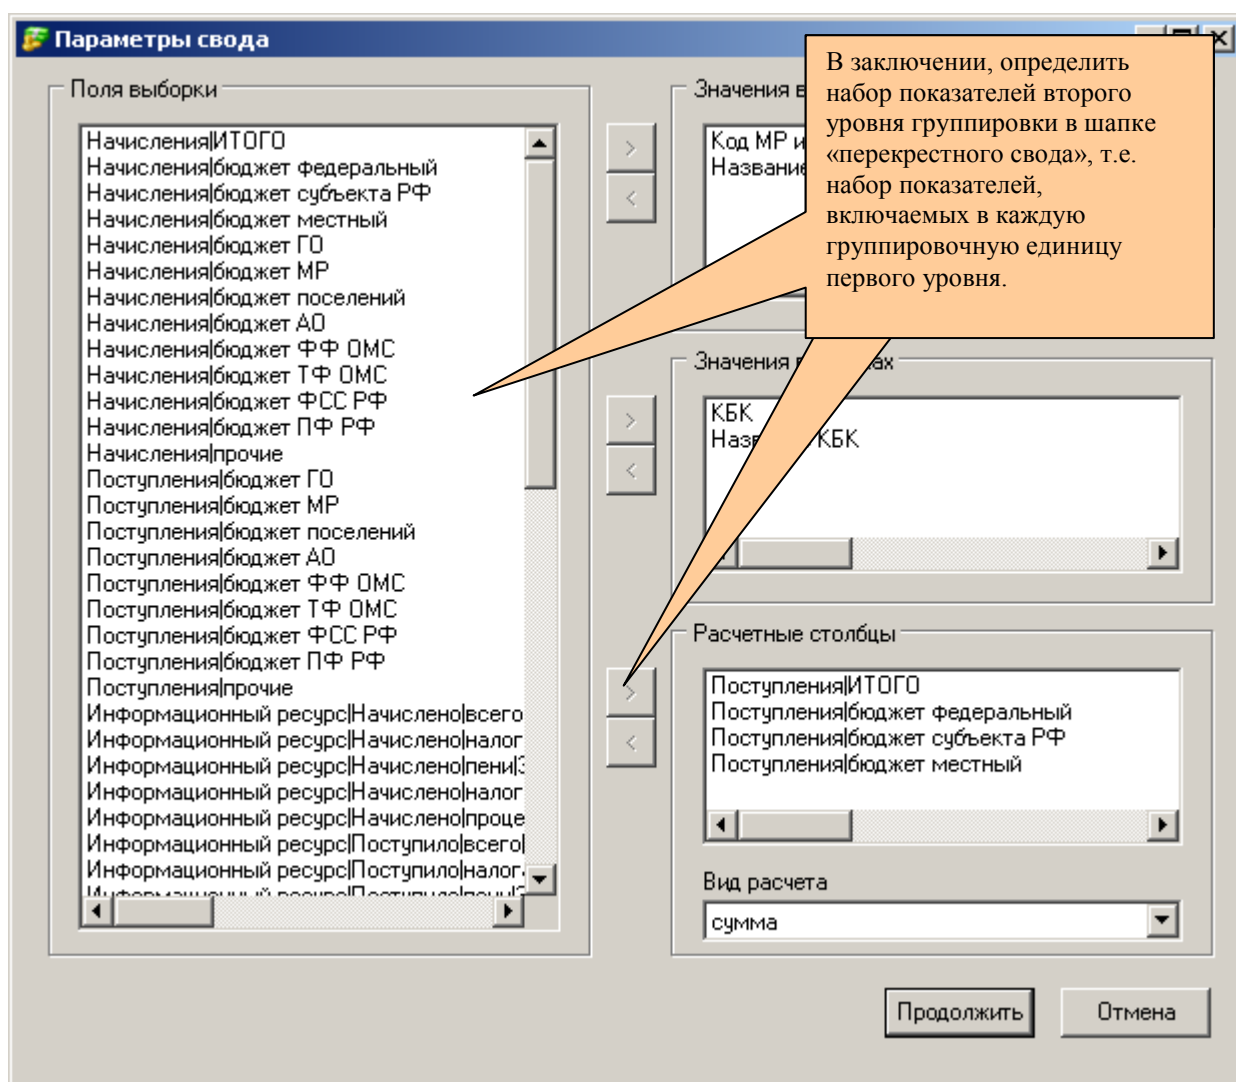 Параметры свода
Поля выборки
Начисления|ИТОГО
Начисления|бюджет федеральный
Начисления|бюджет субъекта РФ
Начисления|бюджет местный
Начисления|бюджет ГО
Начисления|бюджет МР
Начисления|бюджет поселений
Начисления|бюджет АО
Начисления|бюджет ФФ ОМС
Начисления|бюджет ТФ ОМС
Начисления|бюджет ФСС РФ
Начисления|бюджет ПФ РФ
Начисления|прочие
Поступления|бюджет ГО
Поступления|бюджет МР
Поступления|бюджет поселений
Поступления|бюджет АО
Поступления|бюджет ФФ ОМС
Поступления|бюджет ТФ ОМС
Поступления|бюджет ФСС РФ
Поступления|бюджет ПФ РФ
Поступления|прочие
Информационный ресурс|Начислено|всего
Информационный ресурс|Начислено|налог
Информационный ресурс|Начислено|пени|
Информационный ресурс|Начислено|налог
Информационный ресурс|Начислено|проце
Информационный ресурс|Поступило|всего|
Информационный ресурс|Поступило|налог
Информационный ресурс|Поступило|пени|
В заключении, определить
набор показателей второго
уровня группировки в шапке
«перекрестного свода», т.е.
набор показателей,
включаемых в каждую
группировочную единицу
первого уровня.
Значения
Код МР и
Название
Значения
КБК
КБК
Расчетные столбцы
Поступления|ИТОГО
Поступления|бюджет федеральный
Поступления|бюджет субъекта РФ
Поступления|бюджет местный
Вид расчета
сумма
Продолжить
Отмена